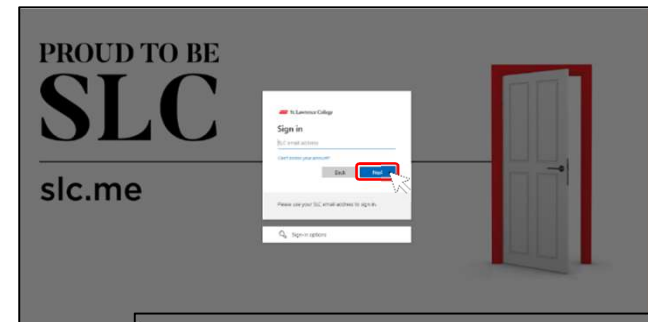 PROUD TO BE
SLC
slc.me
St. Lawrence College
Sign in
SLC email address
Can't access your account?
Back
Next
Please use your SLC email address to sign in.
Sign-in options